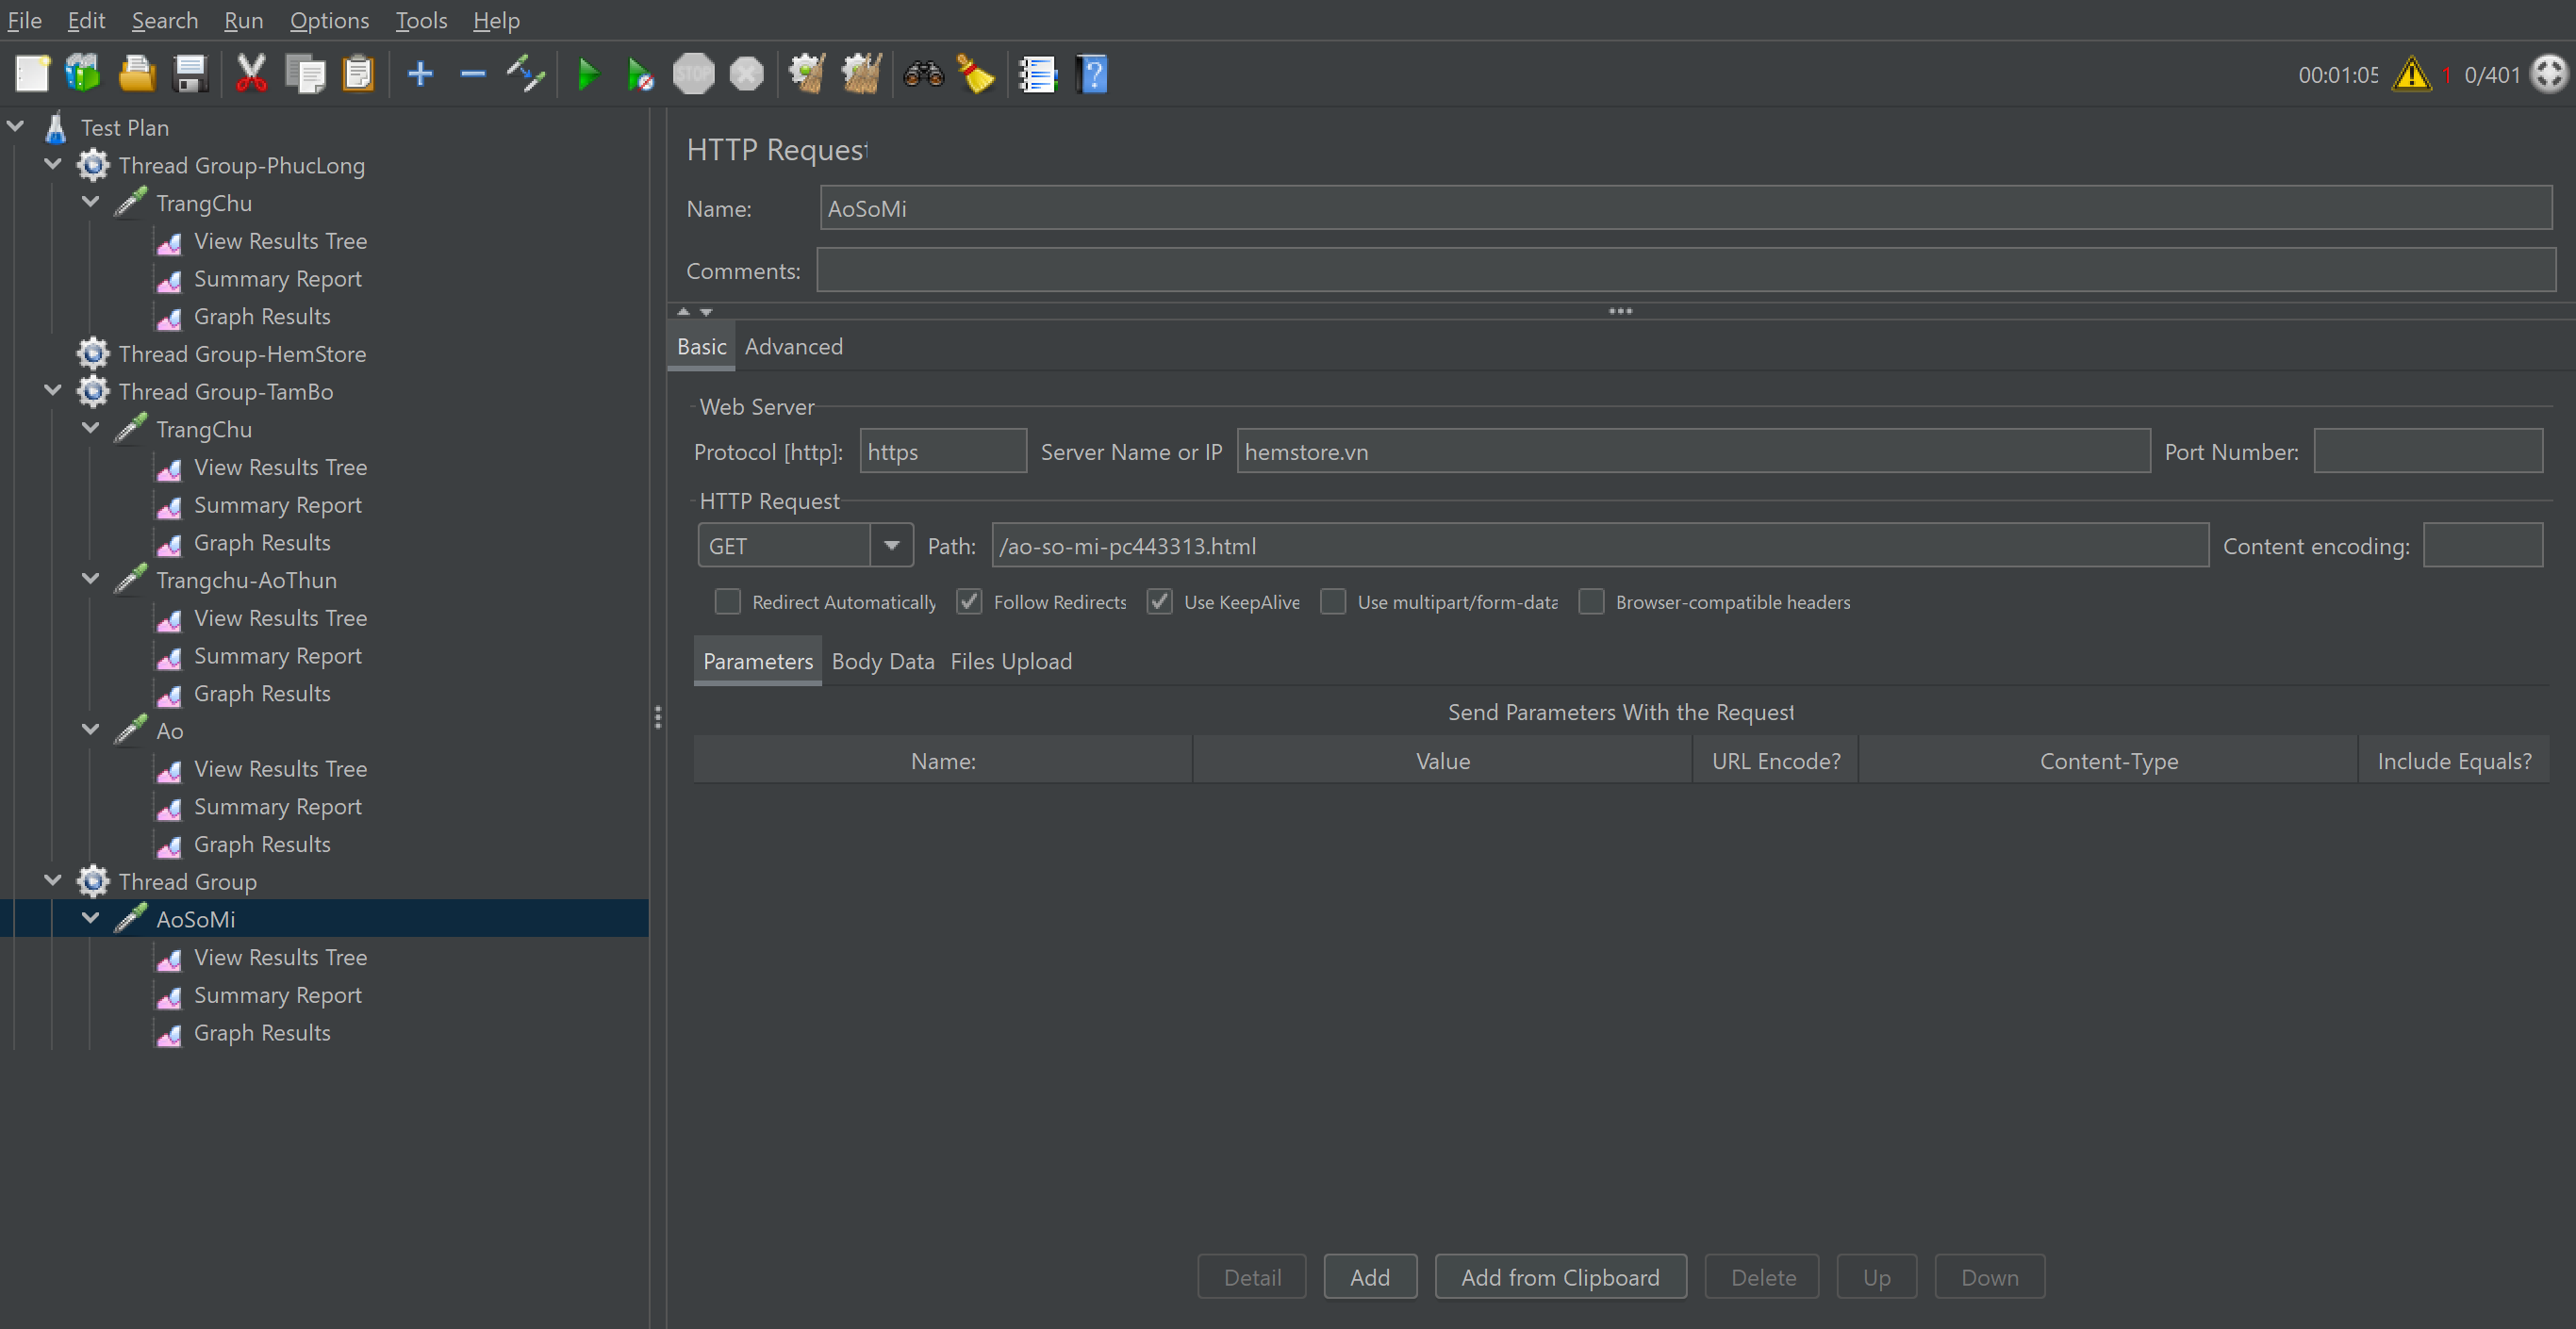 File Edit Search Run Options Tools Help
STOP
00:01:05 1 0/401
Test Plan
Thread Group-PhucLong
TrangChu
View Results Tree
Summary Report
Graph Results
Thread Group-HemStore
Thread Group-TamBo
TrangChu
View Results Tree
Summary Report
Graph Results
Trangchu-AoThun
View Results Tree
Summary Report
Graph Results
Ao
View Results Tree
Summary Report
Graph Results
Thread Group
AoSoMi
View Results Tree
Summary Report
Graph Results
HTTP Request
Name: AoSoMi
Comments:
Basic Advanced
Web Server
Protocol [http]: https Server Name or IP hemstore.vn Port Number:
HTTP Request
GET Path: /ao-so-mi-pc443313.html Content encoding:
Redirect Automatically Follow Redirects Use KeepAlive Use multipart/form-data Browser-compatible headers
Parameters Body Data Files Upload
Send Parameters With the Request
Name: Value URL Encode? Content-Type Include Equals?
Detail Add Add from Clipboard Delete Up Down